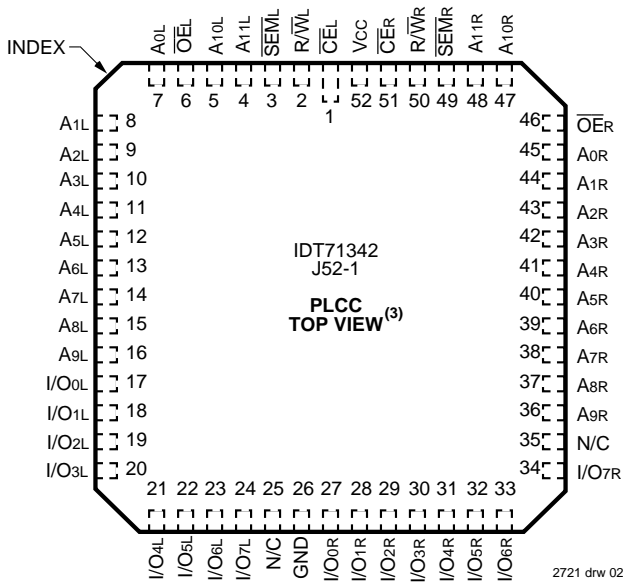 INDEX
A0L
OEL
A10L
A11L
SEML
R/WL
CEL
VCC
CER
R/WR
SEMR
A11R
A10R
7 6 5 4 3 2 1 52 51 50 49 48 47
A1L 8
A2L 9
A3L 10
A4L 11
A5L 12
A6L 13
A7L 14
A8L 15
A9L 16
I/O0L 17
I/O1L 18
I/O2L 19
I/O3L 20
IDT71342
J52-1
PLCC
TOP VIEW(3)
46 OER
45 A0R
44 A1R
43 A2R
42 A3R
41 A4R
40 A5R
39 A6R
38 A7R
37 A8R
36 A9R
35 N/C
34 I/O7R
21 22 23 24 25 26 27 28 29 30 31 32 33
I/O4L
I/O5L
I/O6L
I/O7L
N/C
GND
I/O0R
I/O1R
I/O2R
I/O3R
I/O4R
I/O5R
I/O6R
2721 drw 02